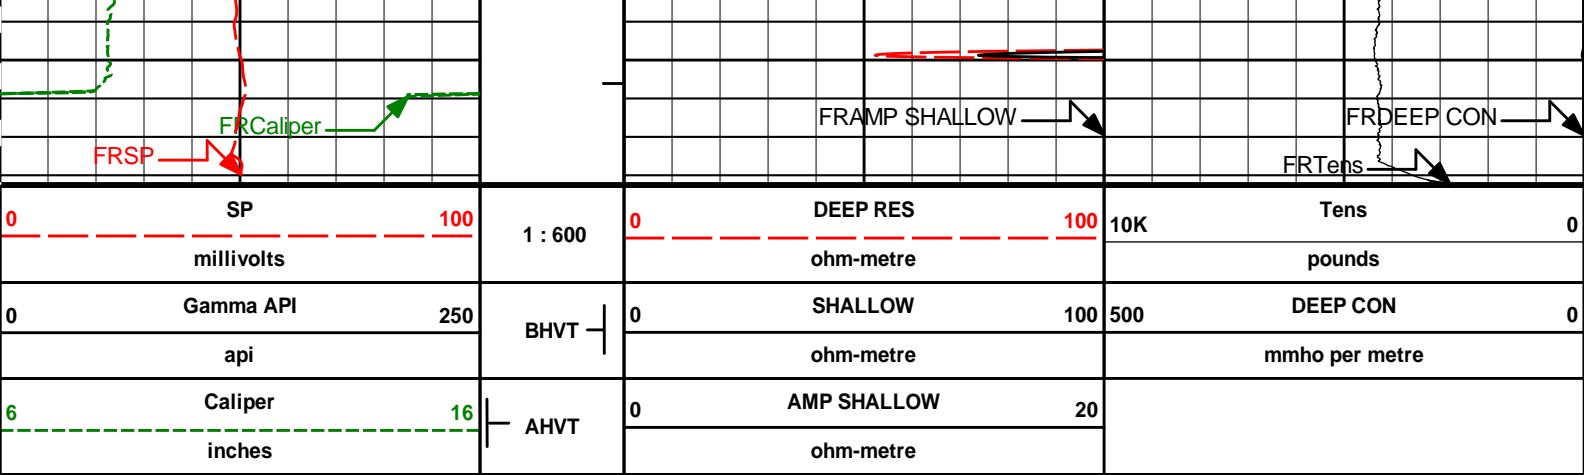 FRCaliper
FRSP
FRAMP SHALLOW
FRDEEP CON
FRTens
SP
0 100
millivolts
1 : 600
DEEP RES
0 100
ohm-metre
Tens
10K 0
pounds
Gamma API
0 250
api
BHVT
SHALLOW
0 100
ohm-metre
DEEP CON
500 0
mmho per metre
Caliper
6 16
inches
AHVT
AMP SHALLOW
0 20
ohm-metre